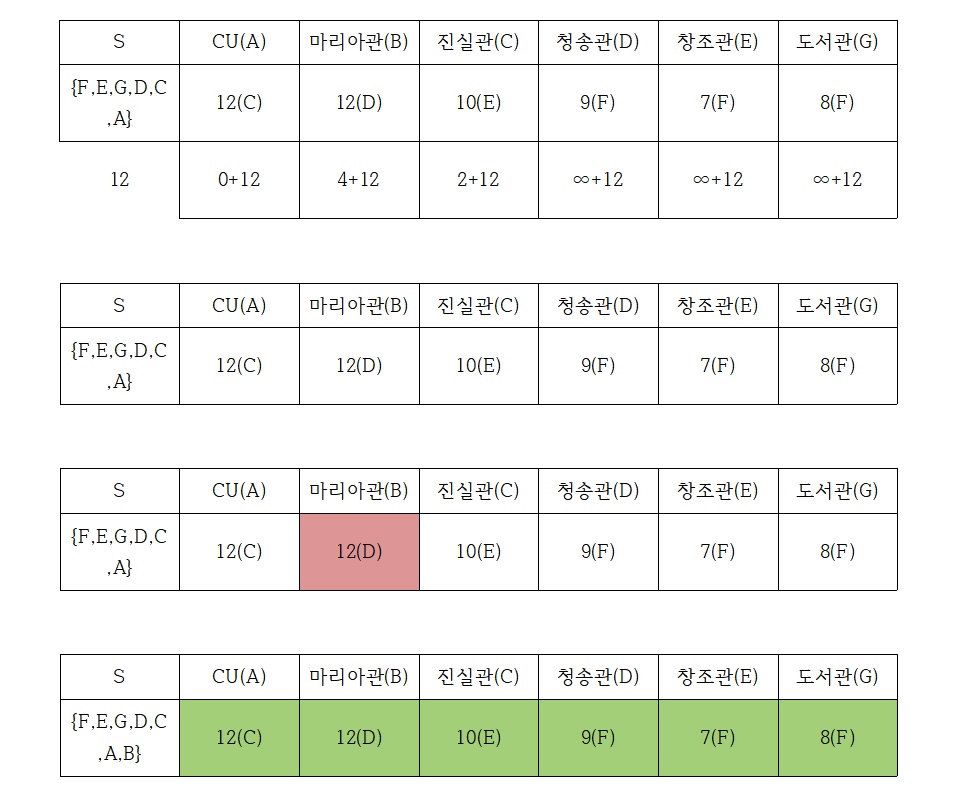 S CU(A) 마리아관(B) 진실관(C) 청송관(D) 창조관(E) 도서관(G)
{F,E,G,D,C
,A} 12(C) 12(D) 10(E) 9(F) 7(F) 8(F)
12 0+12 4+12 2+12 ∞+12 ∞+12 ∞+12
S CU(A) 마리아관(B) 진실관(C) 청송관(D) 창조관(E) 도서관(G)
{F,E,G,D,C
,A} 12(C) 12(D) 10(E) 9(F) 7(F) 8(F)
S CU(A) 마리아관(B) 진실관(C) 청송관(D) 창조관(E) 도서관(G)
{F,E,G,D,C
,A} 12(C) 12(D) 10(E) 9(F) 7(F) 8(F)
S CU(A) 마리아관(B) 진실관(C) 청송관(D) 창조관(E) 도서관(G)
{F,E,G,D,C
,A,B} 12(C) 12(D) 10(E) 9(F) 7(F) 8(F)